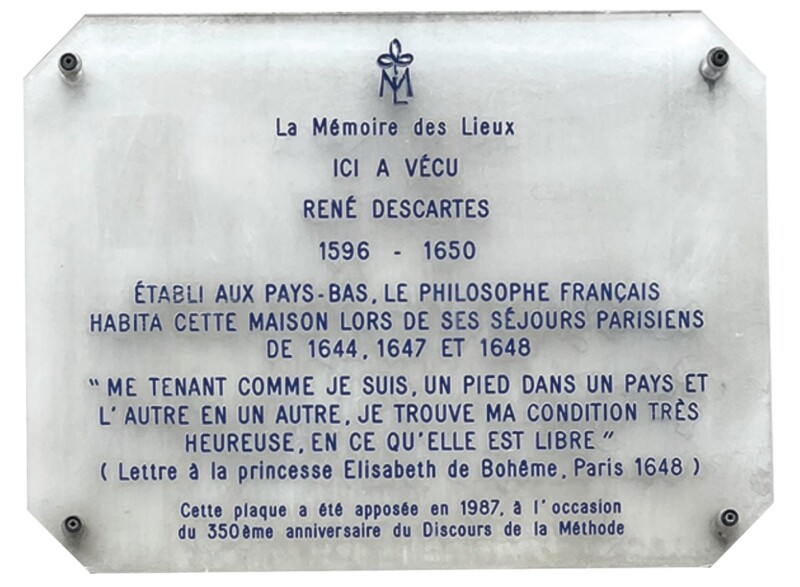 ML
La Mémoire des Lieux
ICI A VÉCU
RENÉ DESCARTES
1596 - 1650
ÉTABLI AUX PAYS-BAS, LE PHILOSOPHE FRANÇAIS
HABITA CETTE MAISON LORS DE SES SÉJOURS PARISIENS
DE 1644, 1647 ET 1648
“ ME TENANT COMME JE SUIS, UN PIED DANS UN PAYS ET
L'AUTRE EN UN AUTRE, JE TROUVE MA CONDITION TRÈS
HEUREUSE, EN CE QU'ELLE EST LIBRE ”
( Lettre à la princesse Elisabeth de Bohême, Paris 1648 )
Cette plaque a été apposée en 1987, à l'occasion
du 350ème anniversaire du Discours de la Méthode